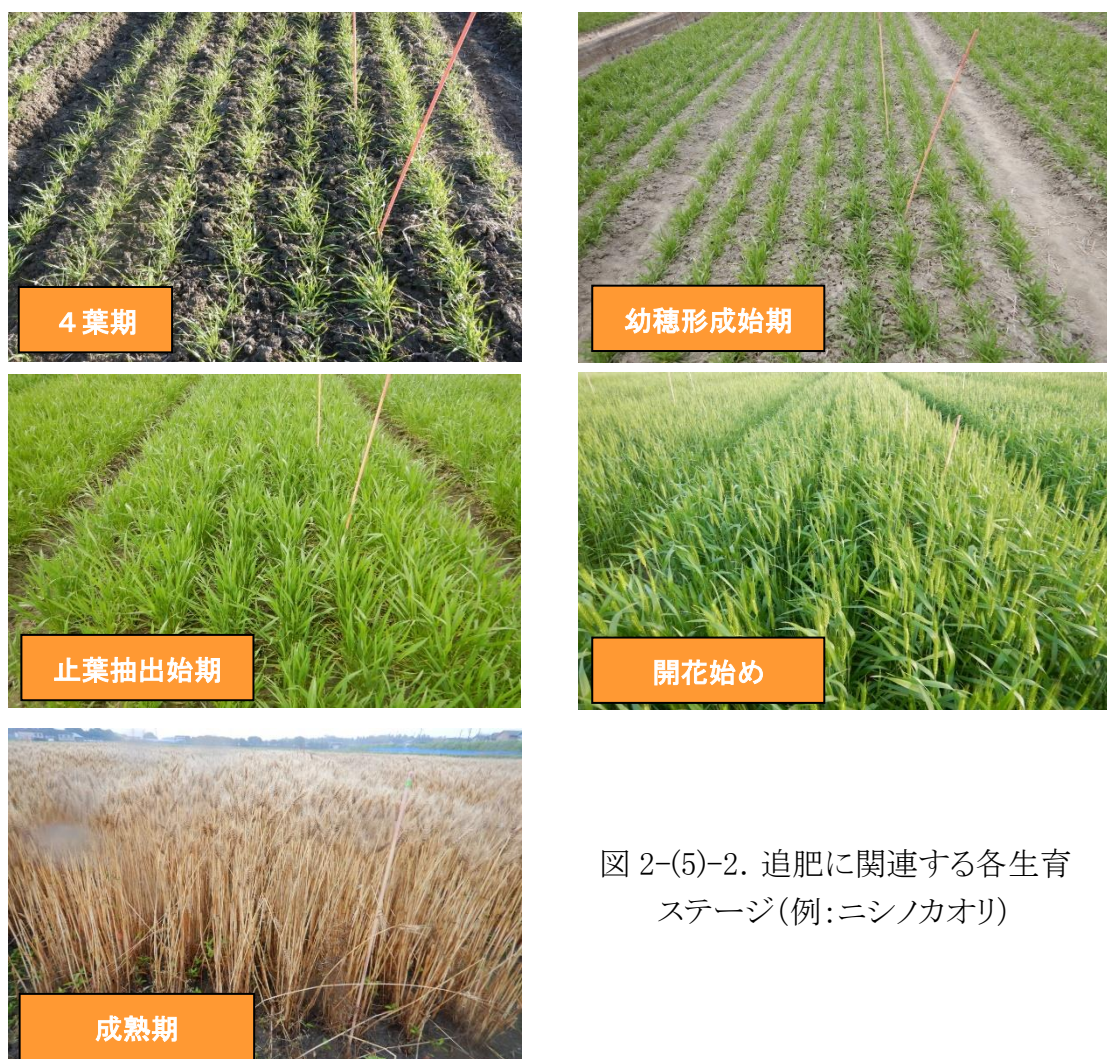 ４葉期
幼穂形成始期
止葉抽出始期
開花始め
成熟期
図 2-(5)-2. 追肥に関連する各生育
ステージ(例:ニシノカオリ)